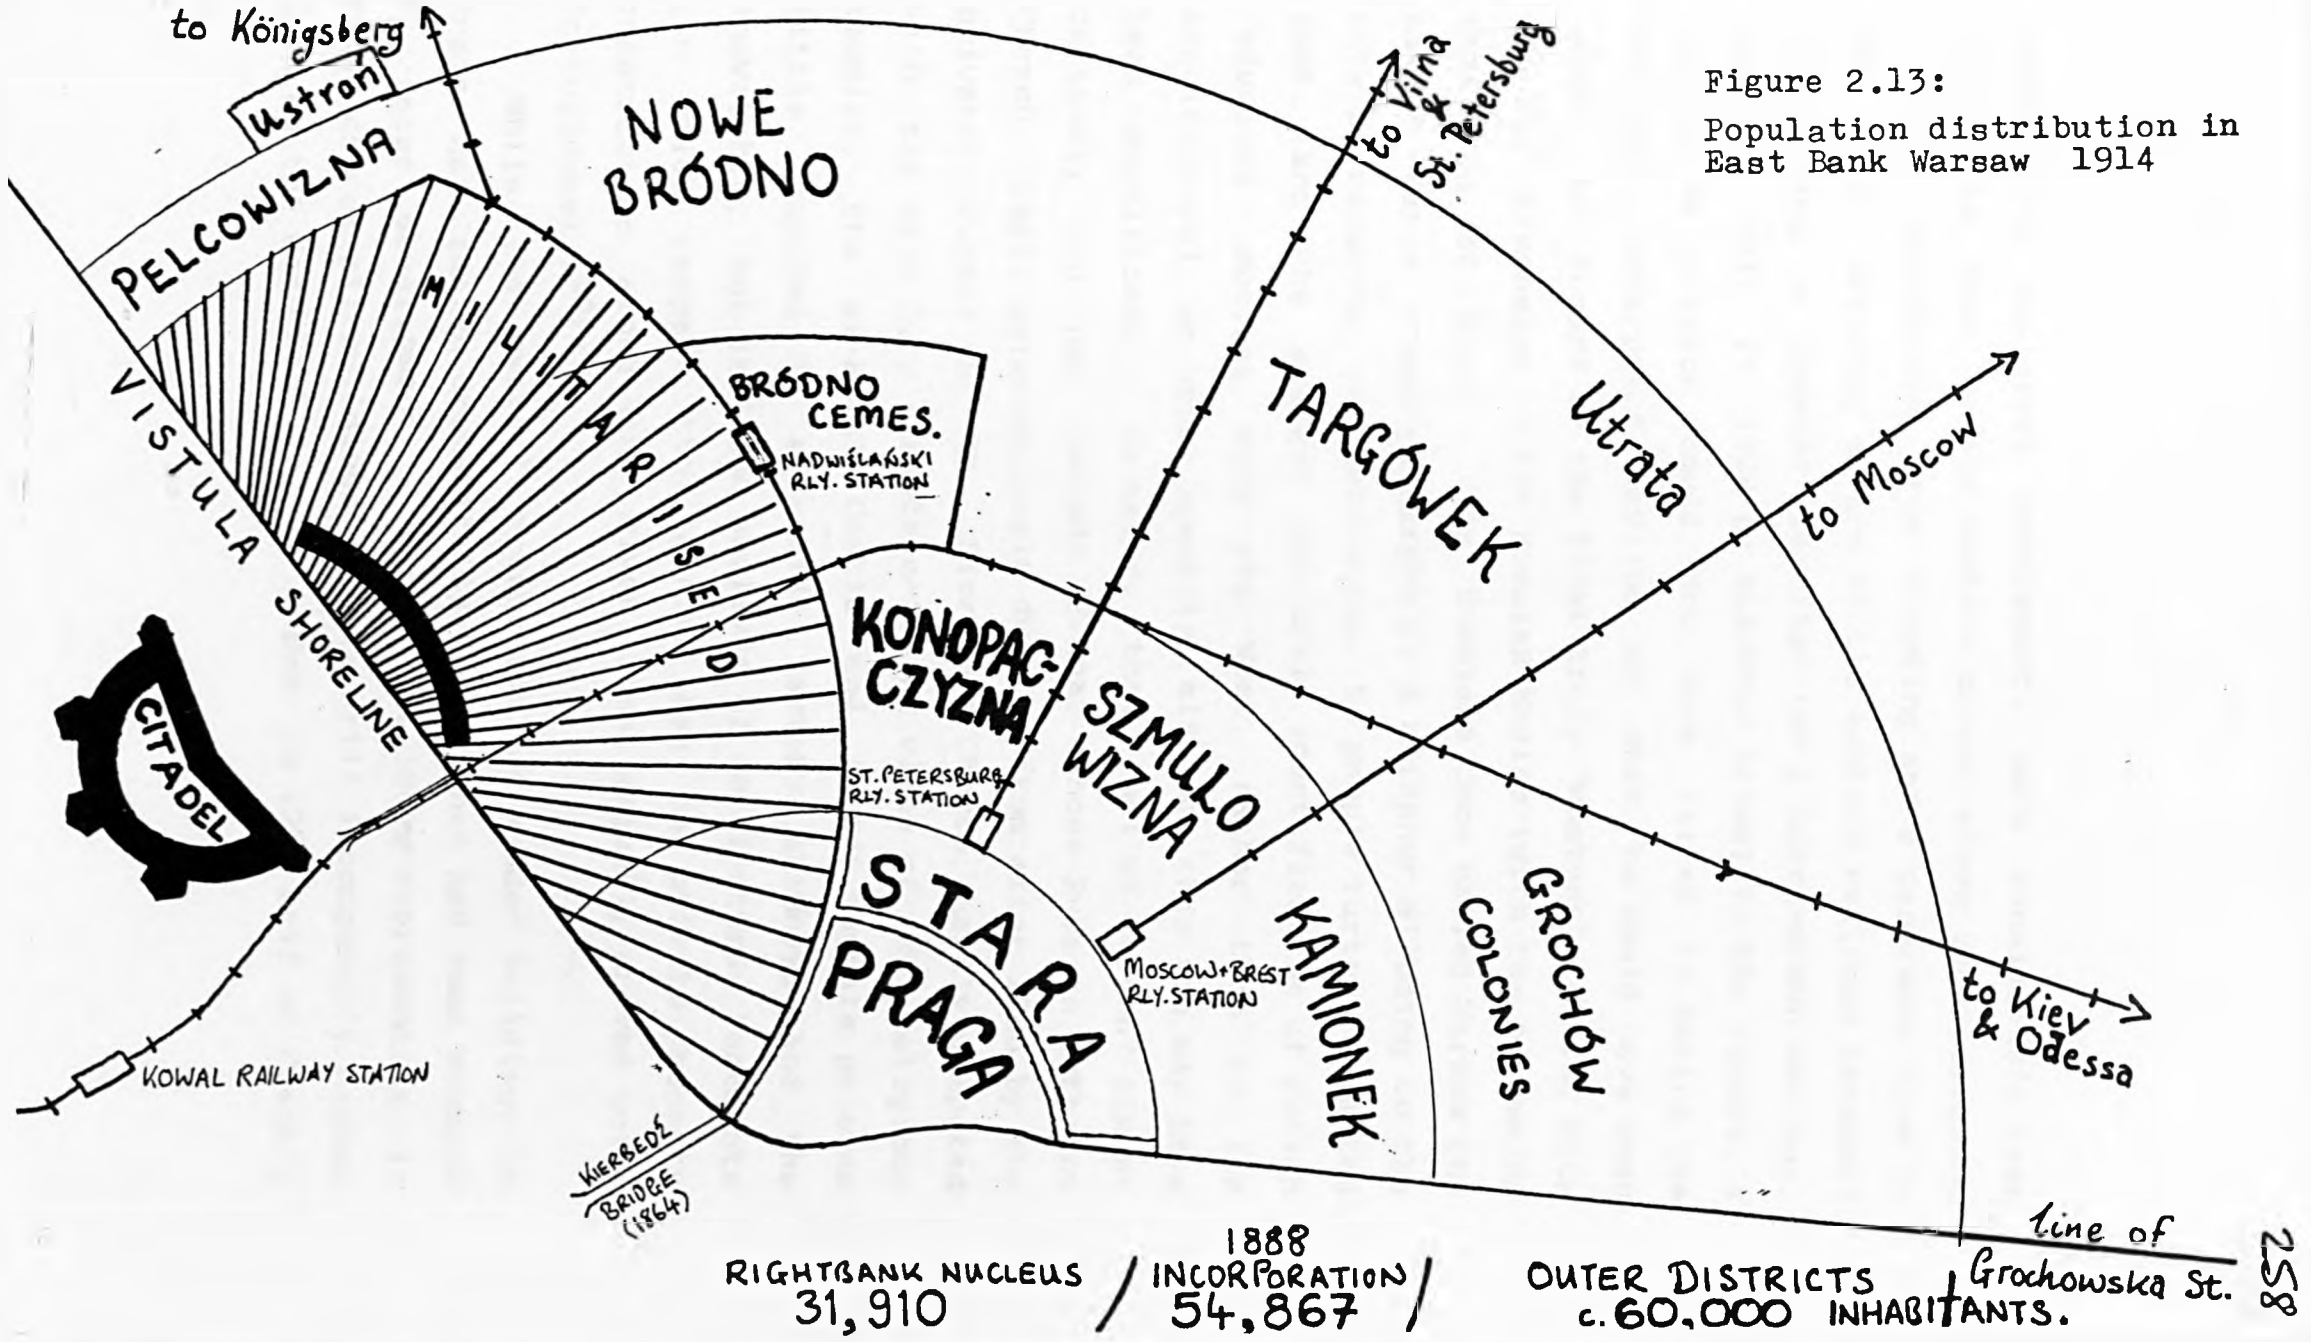 to Königsberg
Ustroń
PELCOWIZNA
NOWE
BRÓDNO
to Vilna
&
St. Petersburg
Figure 2.13:
Population distribution in
East Bank Warsaw 1914
MILITARISED
VISTULA SHORELINE
BRÓDNO
CEMES.
NADWIŚLAŃSKI
RLY. STATION
TARGÓWEK
Utrata
to Moscow
CITADEL
KONOPAC-
CZYZNA
SZMULO
WIZNA
ST. PETERSBURG
RLY. STATION
STARA
PRAGA
MOSCOW+BREST
RLY. STATION
KAMIONEK
GROCHÓW
COLONIES
to Kiev
& Odessa
KOWAL RAILWAY STATION
KIERBEDŹ
BRIDGE
(1864)
line of
Grochowska St.
RIGHTBANK NUCLEUS
31,910
/
1888
INCORPORATION
54,867
/
OUTER DISTRICTS
c. 60,000 INHABITANTS.
258